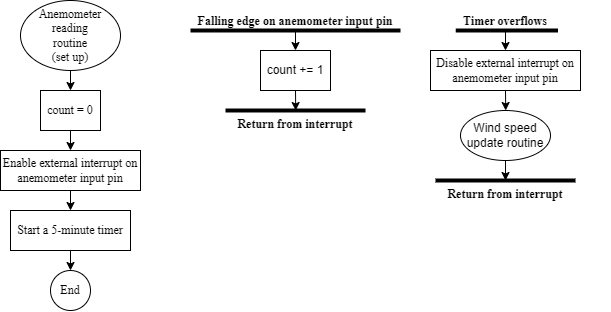 Anemometer
reading
routine
(set up)
count = 0
Enable external interrupt on
anemometer input pin
Start a 5-minute timer
End
Falling edge on anemometer input pin
count += 1
Return from interrupt
Timer overflows
Disable external interrupt on
anemometer input pin
Wind speed
update routine
Return from interrupt